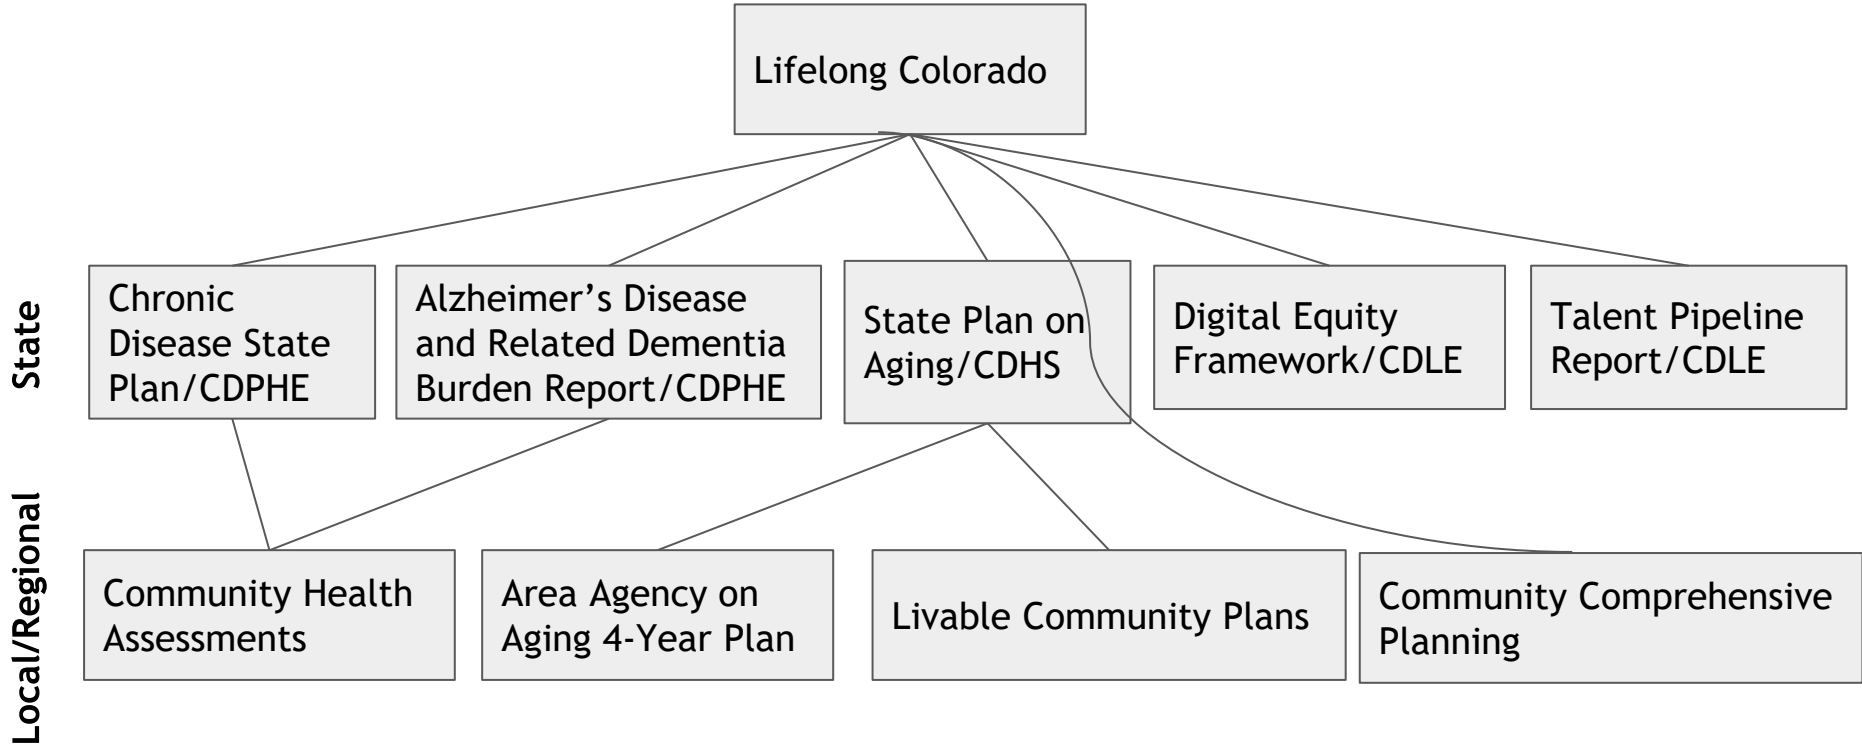 Lifelong Colorado
State
Chronic
Disease State
Plan/CDPHE
Alzheimer’s Disease
and Related Dementia
Burden Report/CDPHE
State Plan on
Aging/CDHS
Digital Equity
Framework/CDLE
Talent Pipeline
Report/CDLE
Local/Regional
Community Health
Assessments
Area Agency on
Aging 4-Year Plan
Livable Community Plans
Community Comprehensive
Planning